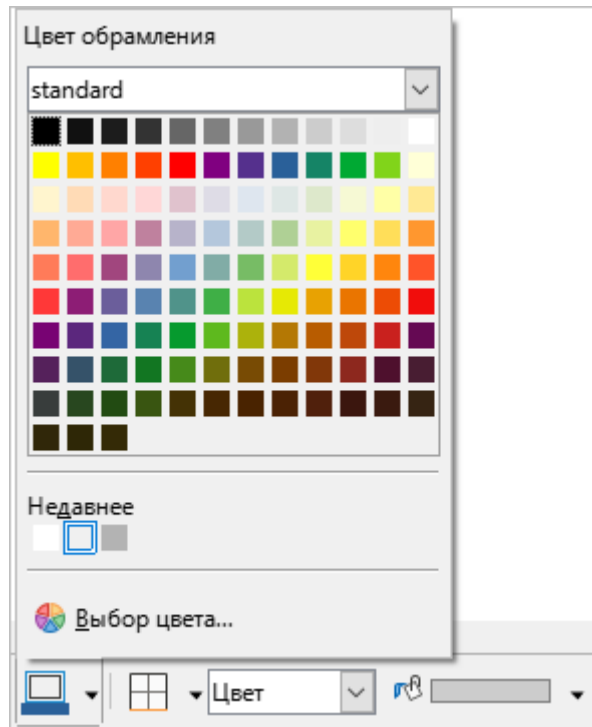 Цвет обрамления
standard
Недавнее
Выбор цвета...
Цвет